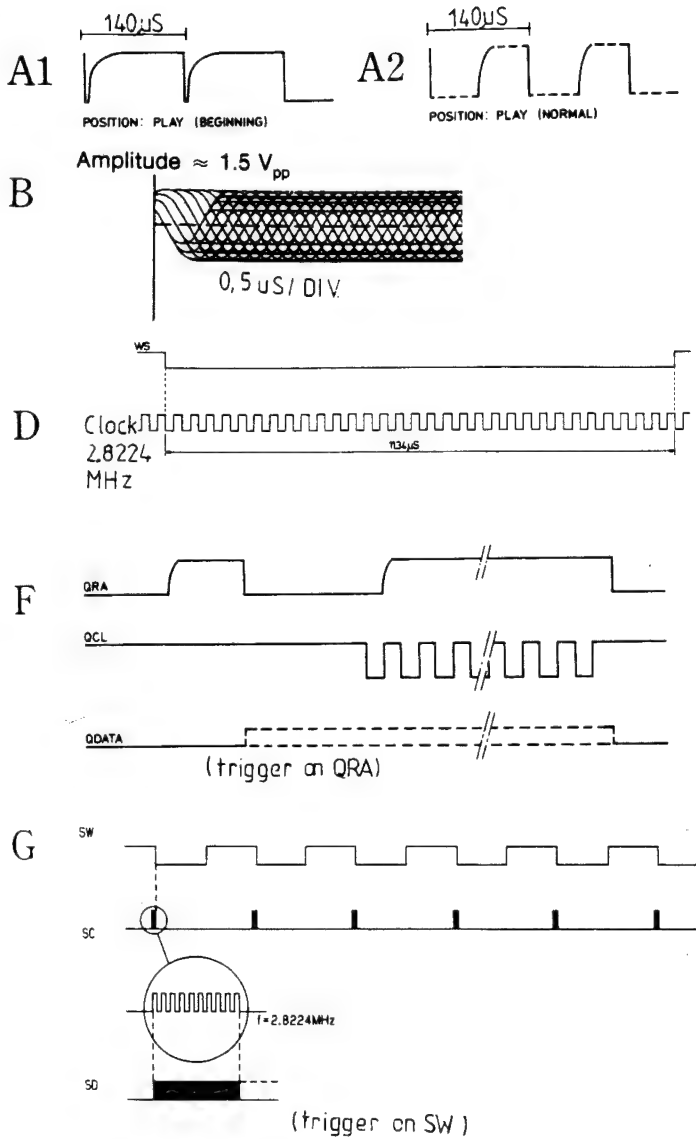 140µS
A1
POSITION: PLAY (BEGINNING)
140µS
A2
POSITION: PLAY (NORMAL)
Amplitude ≈ 1.5 Vpp
B
0,5 uS/ DIV.
WS
D
Clock
2.8224
MHz
11.34µS
F
QRA
QCL
QDATA
(trigger on QRA)
G
SW
SC
f=2.8224MHz
SD
(trigger on SW)